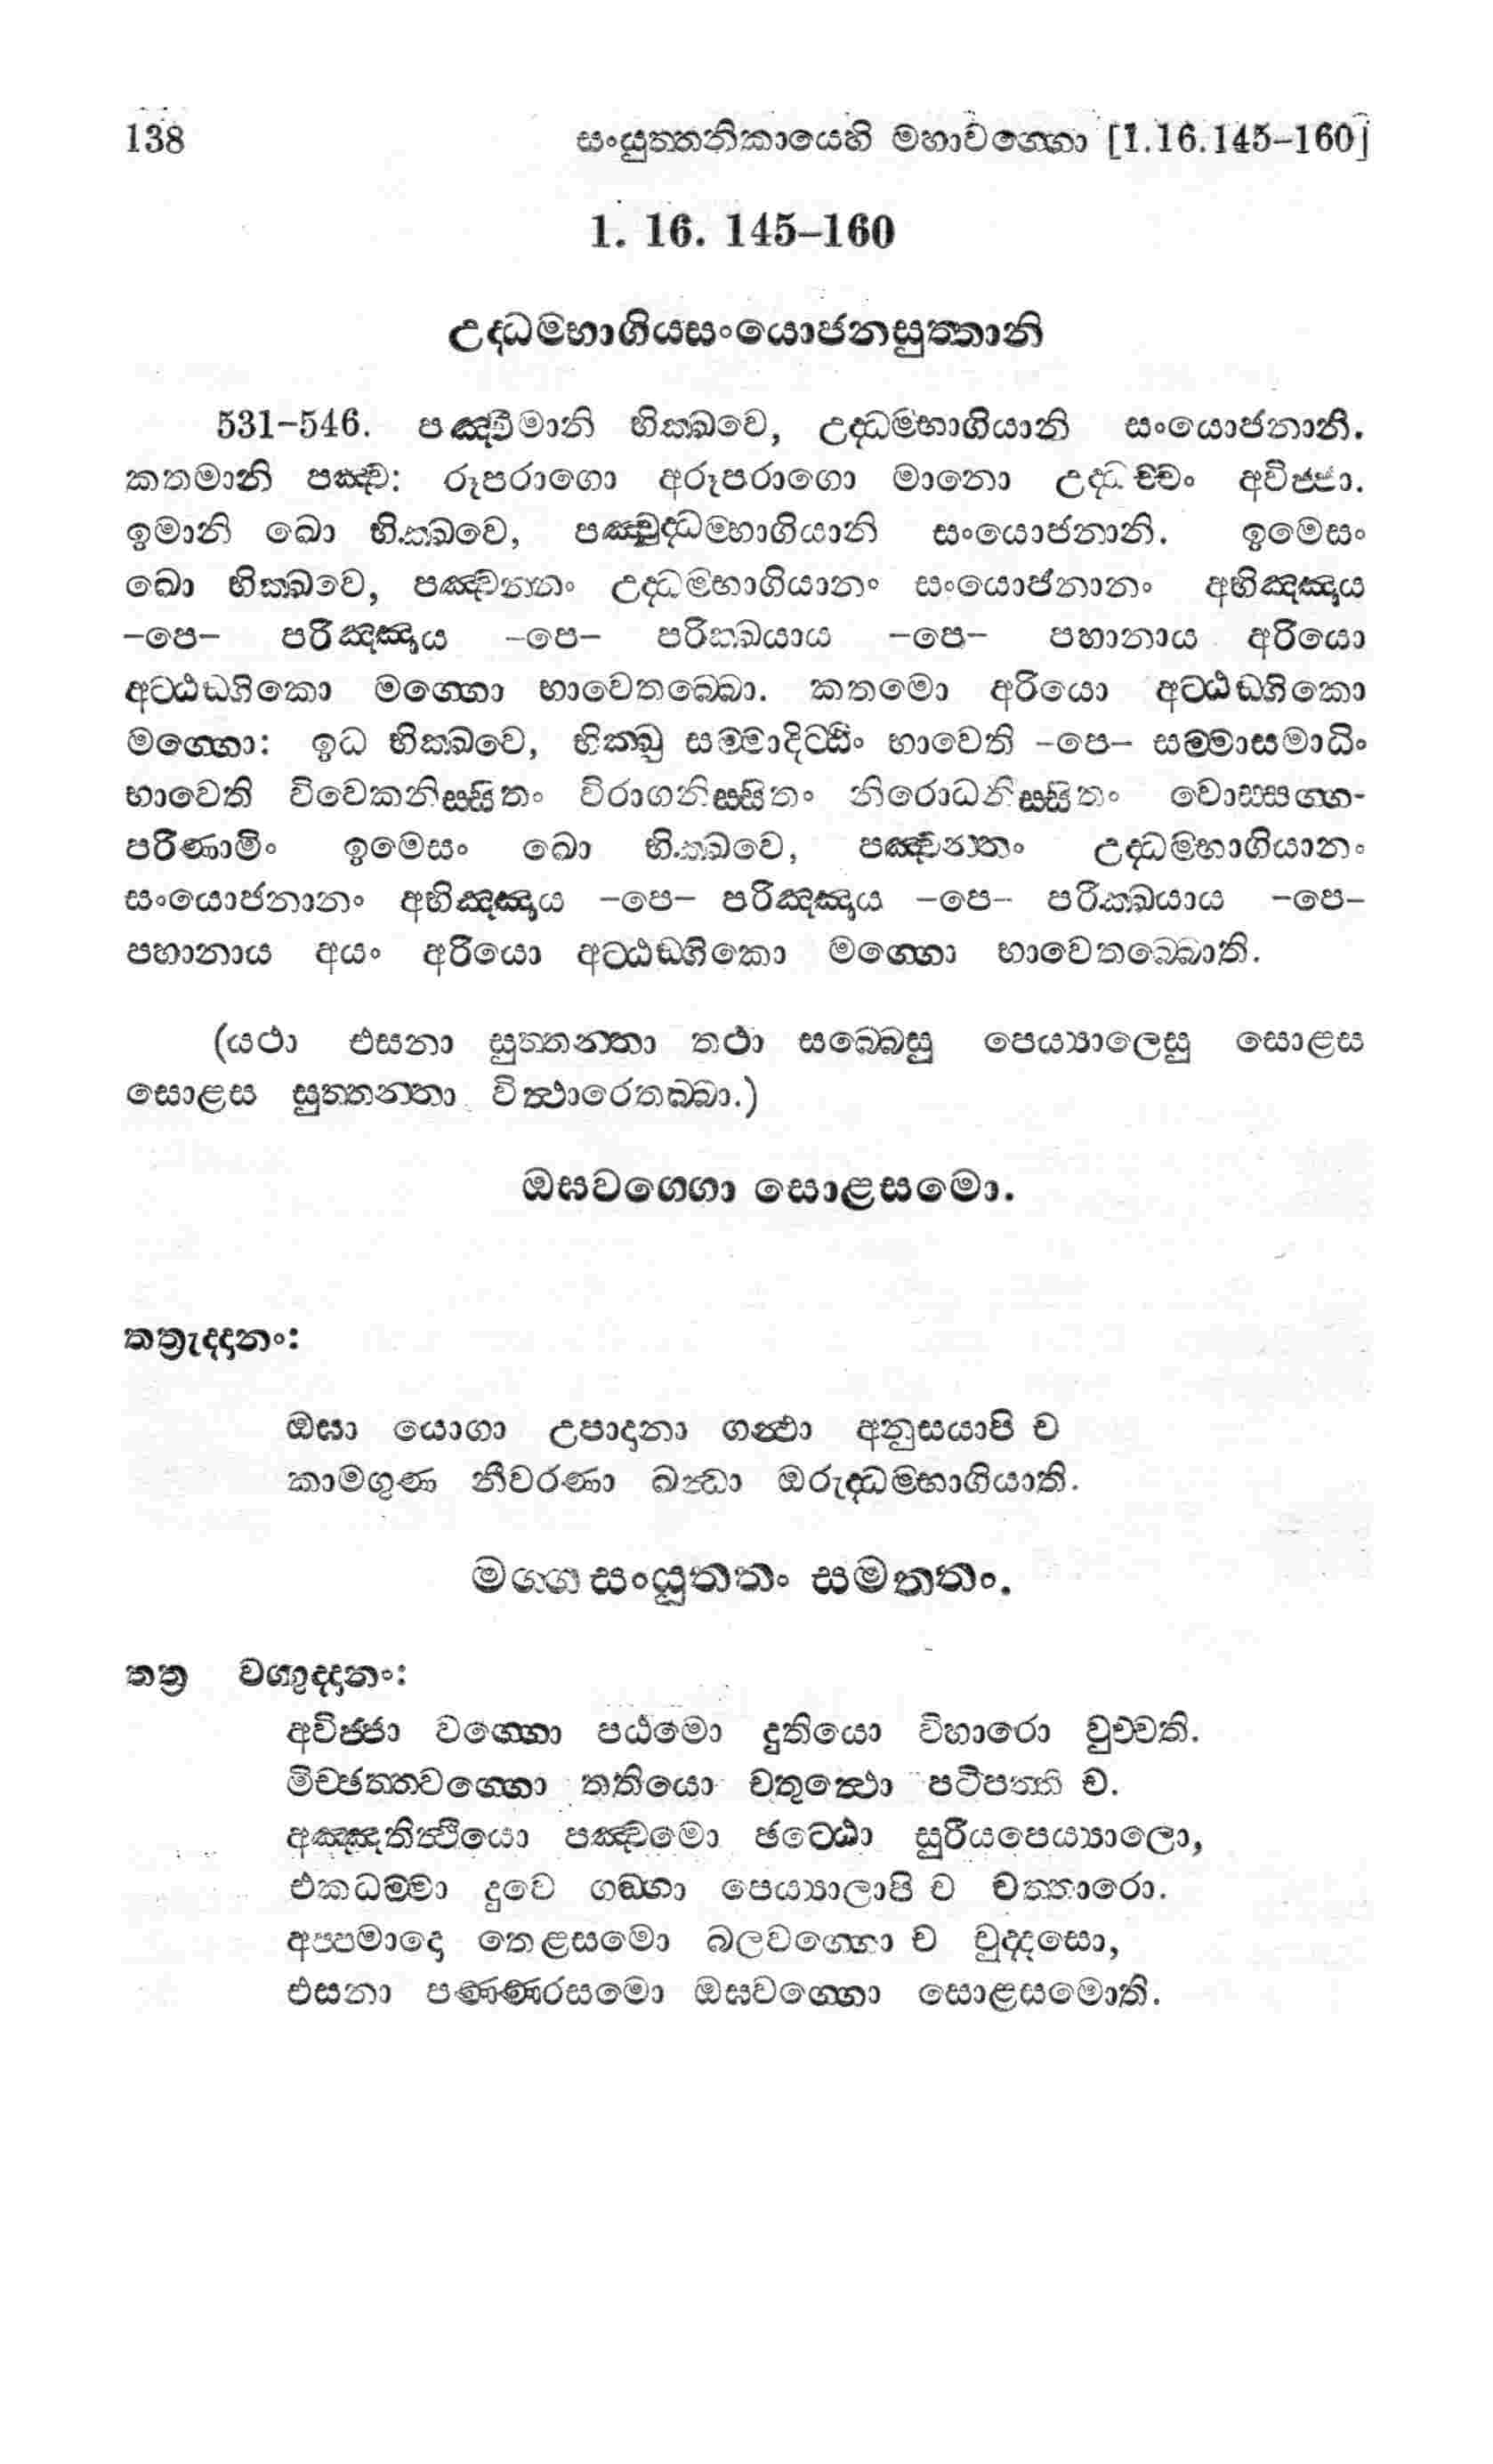 138 සංයුත්තනිකායෙහි මහාවග්ගො [1.16.145–160]
1. 16. 145–160
උද්ධමභාගියසංයොජනසුත්තානි
531–546. පඤ්චිමානි භික්ඛවෙ, උද්ධම්භාගියානි සංයොජනානි.
කතමානි පඤ්ච: රූපරාගො අරූපරාගො මානො උද්ධච්චං අවිජ්ජා.
ඉමානි ඛො භික්ඛවෙ, පඤ්චුද්ධම්භාගියානි සංයොජනානි. ඉමෙසං
ඛො භික්ඛවෙ, පඤ්චන්නං උද්ධම්භාගියානං සංයොජනානං අභිඤ්ඤාය
–පෙ– පරිඤ්ඤාය –පෙ– පරික්ඛයාය –පෙ– පහානාය අරියො
අට්ඨඞ්ගිකො මග්ගො භාවෙතබ්බො. කතමො අරියො අට්ඨඞ්ගිකො
මග්ගො: ඉධ භික්ඛවෙ, භික්ඛු සම්මාදිට්ඨිං භාවෙති –පෙ– සම්මාසමාධිං
භාවෙති විවෙකනිස්සිතං විරාගනිස්සිතං නිරොධනිස්සිතං වොස්සග්ග-
පරිණාමිං ඉමෙසං ඛො භික්ඛවෙ, පඤ්චන්නං උද්ධම්භාගියානං
සංයොජනානං අභිඤ්ඤාය –පෙ– පරිඤ්ඤාය –පෙ– පරික්ඛයාය –පෙ–
පහානාය අයං අරියො අට්ඨඞ්ගිකො මග්ගො භාවෙතබ්බොති.
(යථා එසනා සුත්තන්තා තථා සබ්බෙසු පෙය්‍යාලෙසු සොළස
සොළස සුත්තන්තා විත්ථාරෙතබ්බා.)
ඔඝවග්ගො සොළසමො.
තත්‍රැද්දානං:
ඔඝා යොගා උපාදානා ගන්ථා අනුසයාපි ච
කාමගුණ නීවරණා ඛන්ධා ඔරුද්ධම්භාගියාති.
මග්ග සංයුත්තං සමත්තං.
තත්‍ර වග්ගුද්දානං:
අවිජ්ජා වග්ගො පඨමො දුතියො විහාරො වුච්චති.
මිච්ඡත්තවග්ගො තතියො චතුත්ථො පටිපත්ති ච.
අඤ්ඤතිත්ථියො පඤ්චමො ඡට්ඨො සුරියපෙය්‍යාලො,
එකධම්මා දුවෙ ගඞ්ගා පෙය්‍යාලාපි ච චත්තාරො.
අප්පමාදො තෙළසමො බලවග්ගො ච චුද්දසො,
එසනා පණ්ණරසමො ඔඝවග්ගො සොළසමොති.